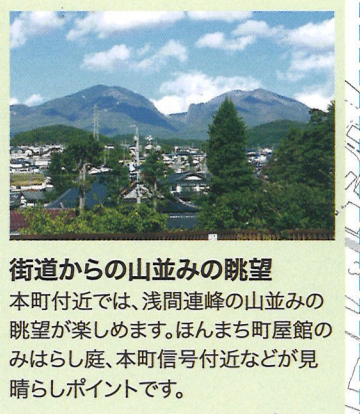 街道からの山並みの眺望
本町付近では、浅間連峰の山並みの
眺望が楽しめます。ほんまち町屋館の
みはらし庭、本町信号付近などが見
晴らしポイントです。